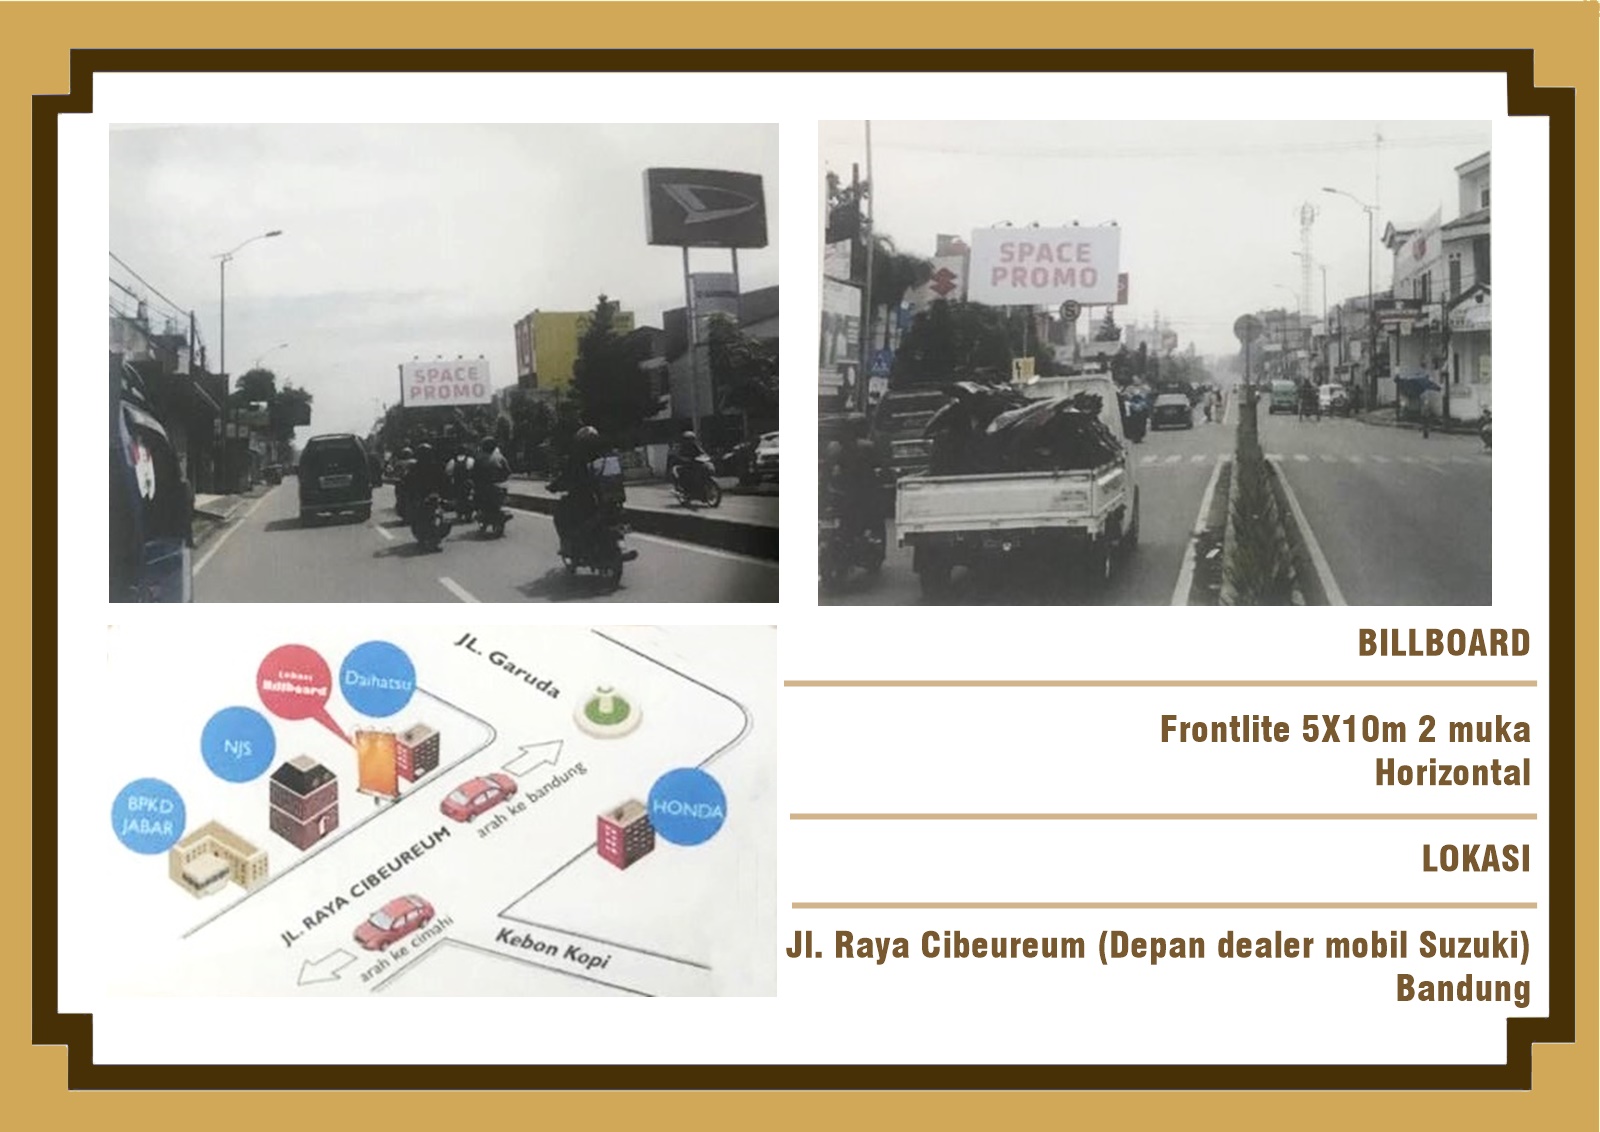 SPACE
PROMO
SPACE
PROMO
JL. Garuda
Lokasi
Billboard
Daihatsu
NJS
BPKD
JABAR
HONDA
arah ke bandung
JL. RAYA CIBEUREUM
arah ke cimahi
Kebon Kopi
BILLBOARD
Frontlite 5X10m 2 muka
Horizontal
LOKASI
Jl. Raya Cibeureum (Depan dealer mobil Suzuki)
Bandung